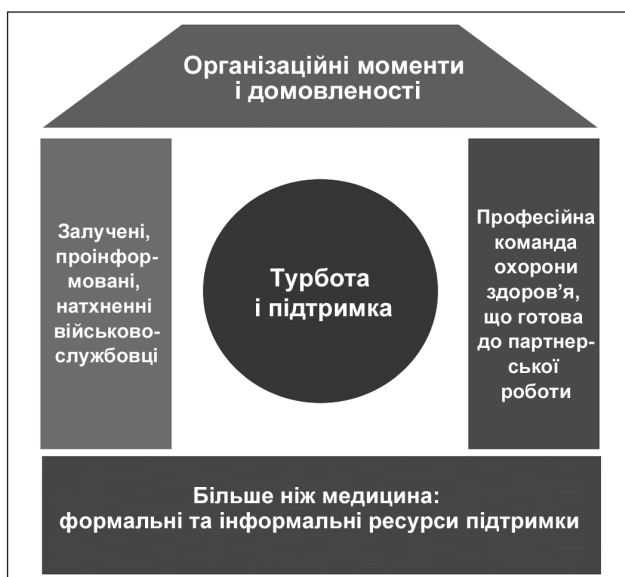 Організаційні моменти
і домовленості
Залучені,
проінфор-
мовані,
натхненні
військово-
службовці
Турбота
і підтримка
Професійна
команда
охорони
здоров’я,
що готова
до партнер-
ської
роботи
Більше ніж медицина:
формальні та інформальні ресурси підтримки